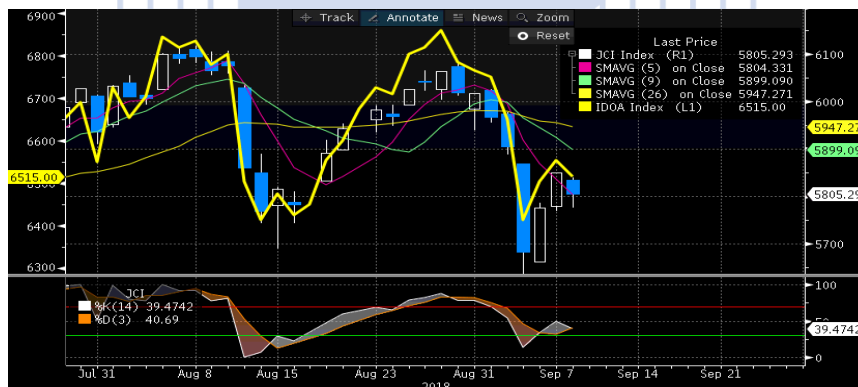 Track Annotate News Zoom
Reset
Last Price
JCI Index (R1) 5805.293
SMAVG (5) on Close 5804.331
SMAVG (9) on Close 5899.090
SMAVG (26) on Close 5947.271
IDOA Index (L1) 6515.00
6900
6800
6700
6600
6515.00
6400
6300
6100
6000
5947.27
5899.09
5805.29
5700
JCI
%K(14) 39.4742
%D(3) 40.69
100
39.4742
0
Jul 31 Aug 8 Aug 15 Aug 23 Aug 31 Sep 7 Sep 14 Sep 21
2018